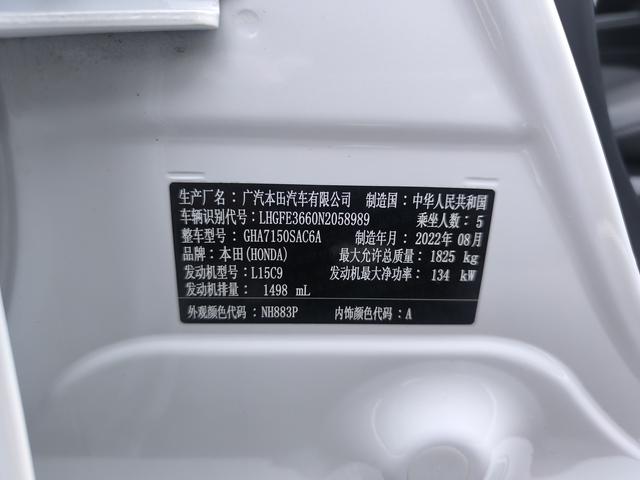 生产厂名：广汽本田汽车有限公司 制造国：中华人民共和国
车辆识别代号：LHGFE3660N2058989 乘坐人数：5
整车型号：GHA7150SAC6A 制造年月：2022年08月
品牌：本田(HONDA) 最大允许总质量：1825 kg
发动机型号：L15C9 发动机最大净功率：134 kW
发动机排量：1498 mL
外观颜色代码：NH883P 内饰颜色代码：A